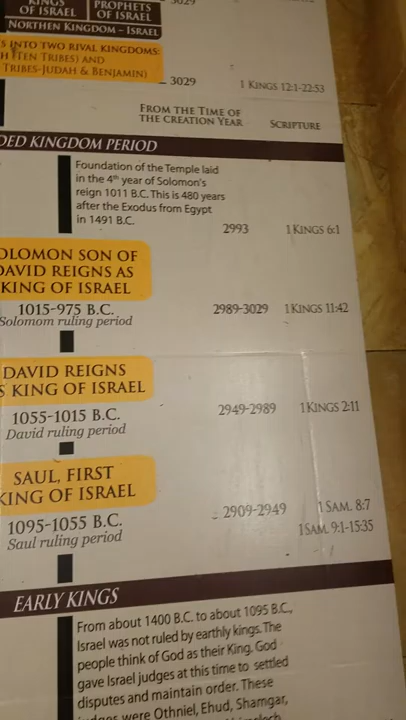 KINGS OF ISRAEL
PROPHETS OF ISRAEL
3029
NORTHEN KINGDOM – ISRAEL
INTO TWO RIVAL KINGDOMS:
(TEN TRIBES) AND
TRIBES-JUDAH & BENJAMIN)
3029
1 KINGS 12:1-22:53
FROM THE TIME OF
THE CREATION YEAR
SCRIPTURE
KINGDOM PERIOD
Foundation of the Temple laid
in the 4th year of Solomon's
reign 1011 B.C. This is 480 years
after the Exodus from Egypt
in 1491 B.C.
2993
1 KINGS 6:1
OLOMON SON OF
DAVID REIGNS AS
KING OF ISRAEL
1015-975 B.C.
Solomom ruling period
2989-3029
1 KINGS 11:42
DAVID REIGNS
S KING OF ISRAEL
1055-1015 B.C.
David ruling period
2949-2989
1 KINGS 2:11
SAUL, FIRST
KING OF ISRAEL
1095-1055 B.C.
Saul ruling period
2909-2949
1 SAM. 8:7
1 SAM. 9:1-15:35
EARLY KINGS
From about 1400 B.C. to about 1095 B.C.,
Israel was not ruled by earthly kings. The
people think of God as their King. God
gave Israel judges at this time to settled
disputes and maintain order. These
were Othniel, Ehud, Shamgar,